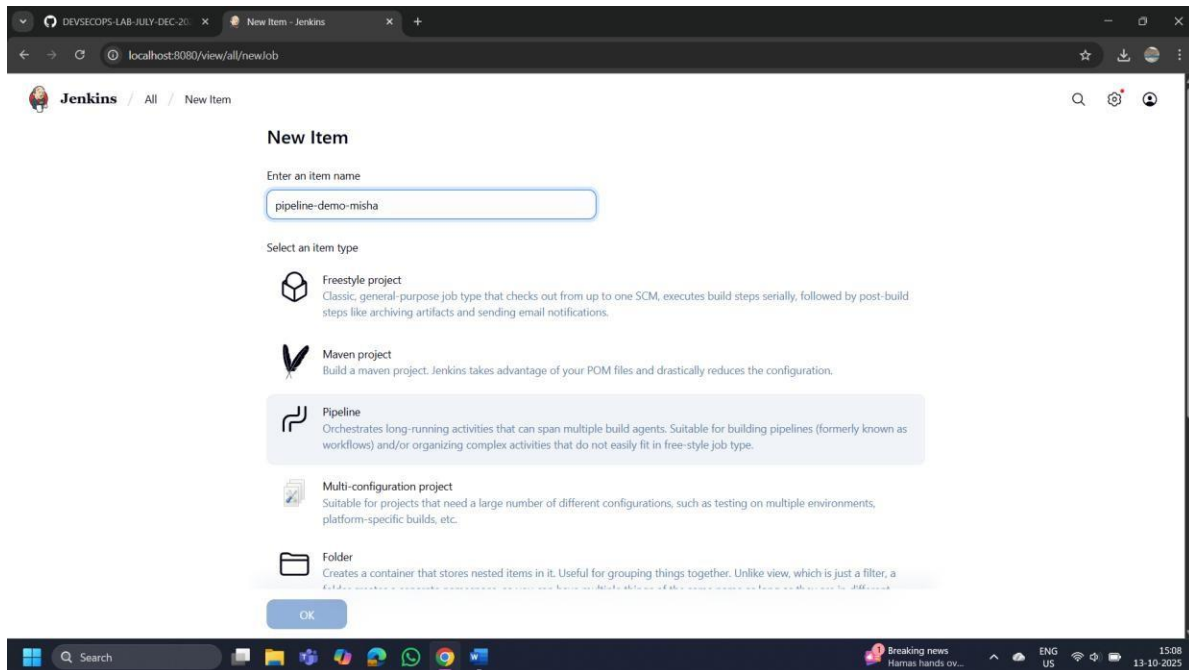 DEVSECOPS-LAB-JULY-DEC-20
New Item - Jenkins
localhost:8080/view/all/newJob
Jenkins / All / New Item
New Item
Enter an item name
pipeline-demo-misha
Select an item type
Freestyle project
Classic, general-purpose job type that checks out from up to one SCM, executes build steps serially, followed by post-build
steps like archiving artifacts and sending email notifications.
Maven project
Build a maven project. Jenkins takes advantage of your POM files and drastically reduces the configuration.
Pipeline
Orchestrates long-running activities that can span multiple build agents. Suitable for building pipelines (formerly known as
workflows) and/or organizing complex activities that do not easily fit in free-style job type.
Multi-configuration project
Suitable for projects that need a large number of different configurations, such as testing on multiple environments,
platform-specific builds, etc.
Folder
Creates a container that stores nested items in it. Useful for grouping things together. Unlike view, which is just a filter, a
OK
Search
1
Breaking news
Hamas hands ov...
ENG
US
15:08
13-10-2025